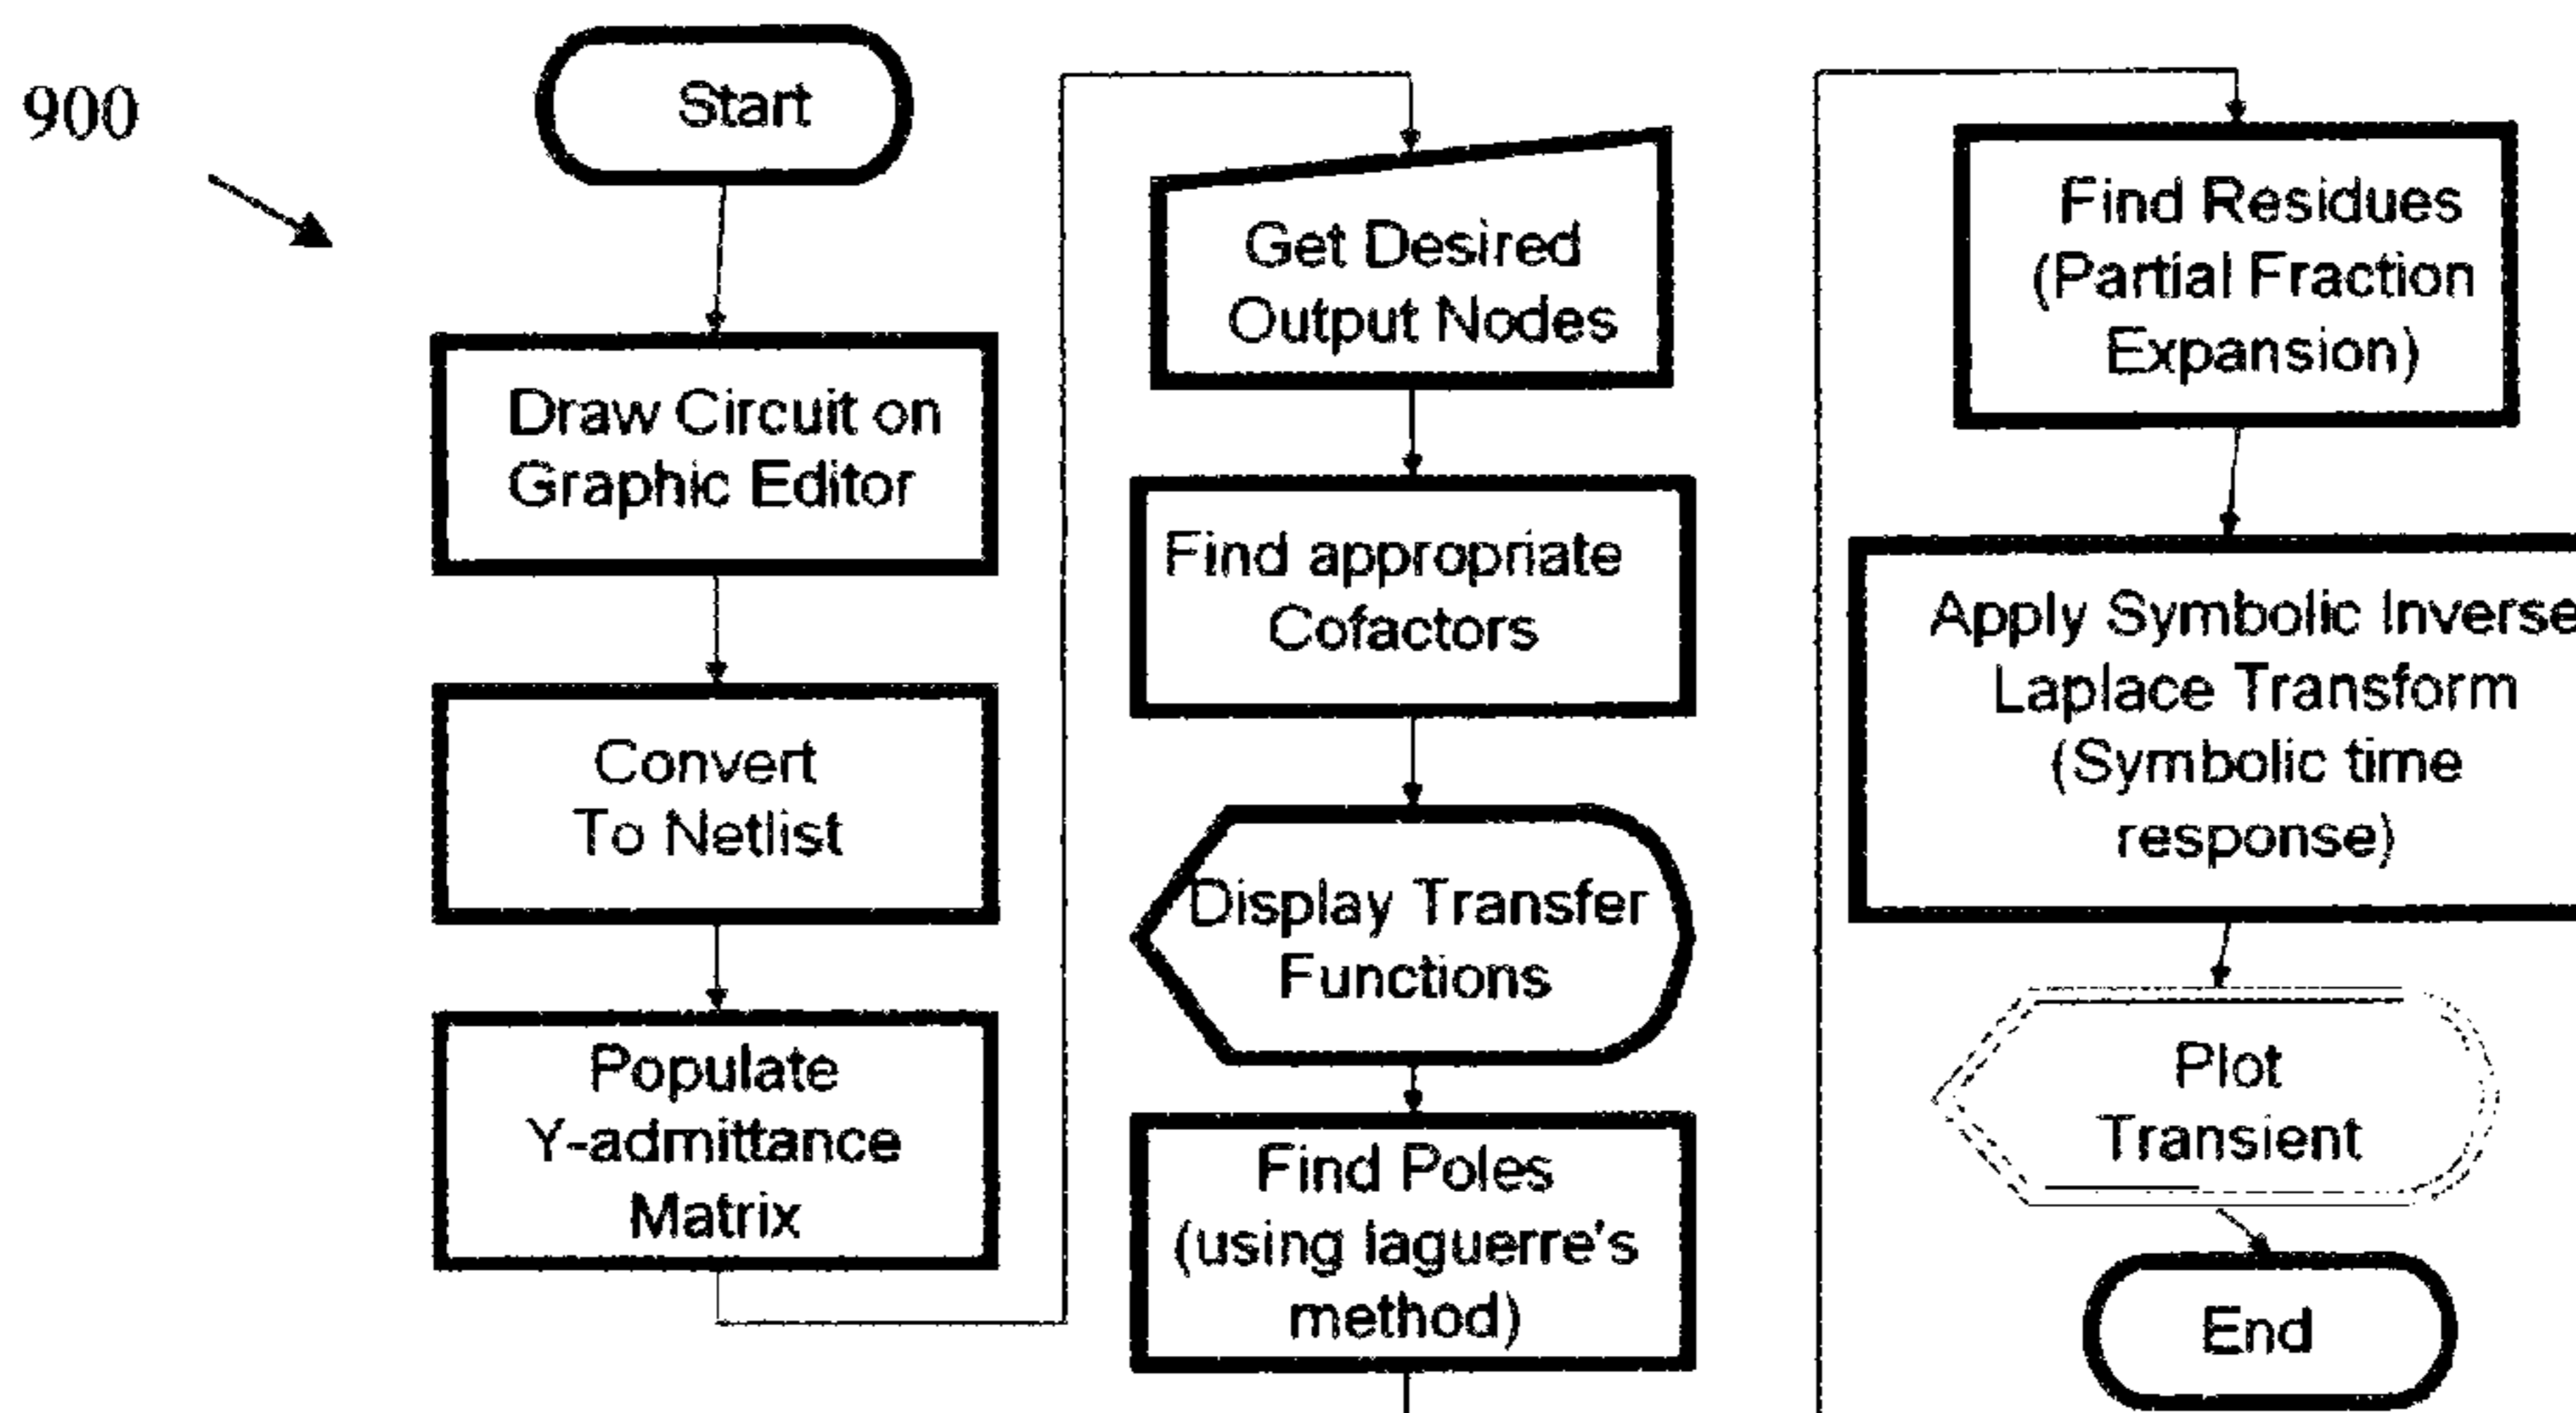 900
Start
Draw Circuit on
Graphic Editor
Convert
To Netlist
Populate
Y-admittance
Matrix
Get Desired
Output Nodes
Find appropriate
Cofactors
Display Transfer
Functions
Find Poles
(using laguerre's
method)
Find Residues
(Partial Fraction
Expansion)
Apply Symbolic Inverse
Laplace Transform
(Symbolic time
response)
Plot
Transient
End